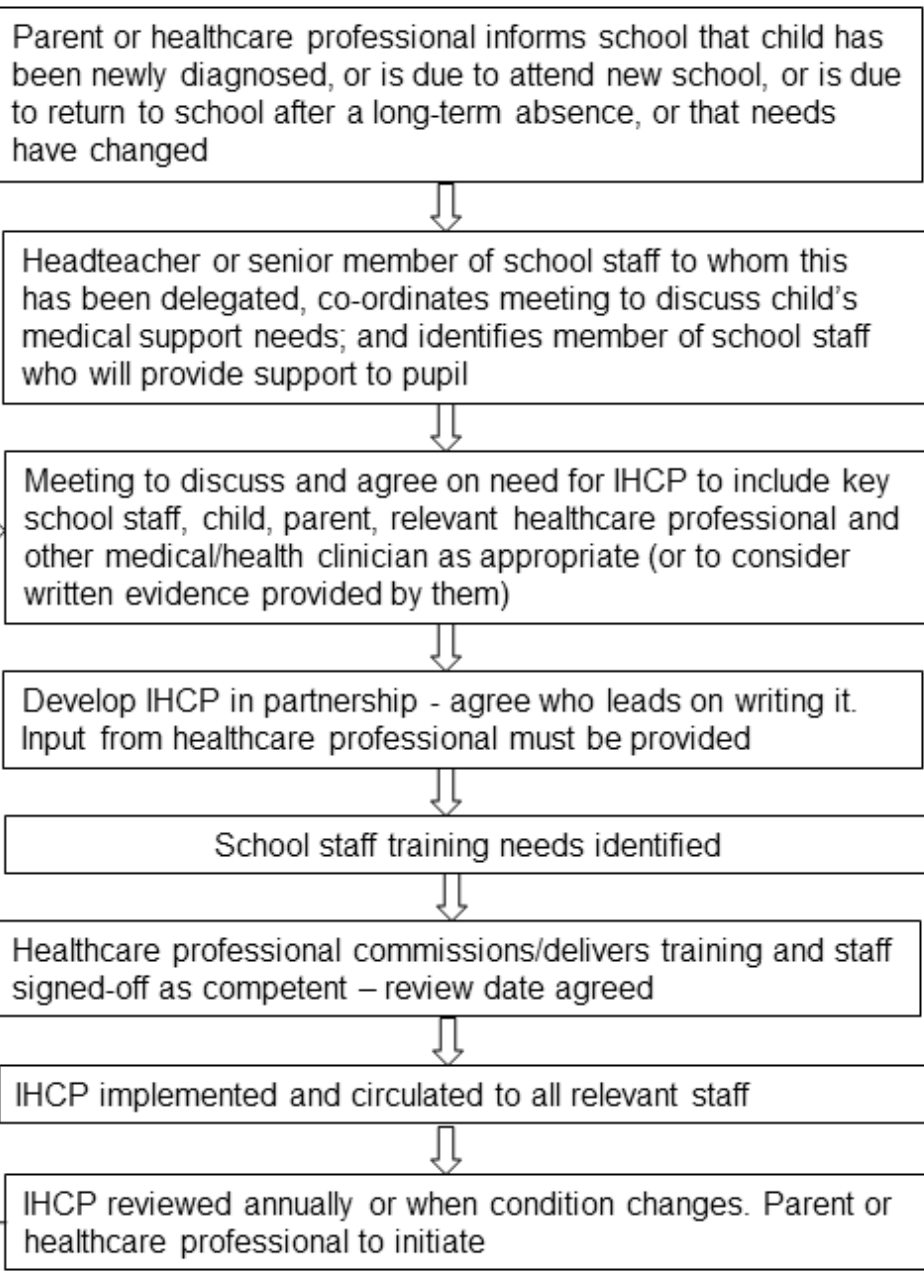 Parent or healthcare professional informs school that child has
been newly diagnosed, or is due to attend new school, or is due
to return to school after a long-term absence, or that needs
have changed
Headteacher or senior member of school staff to whom this
has been delegated, co-ordinates meeting to discuss child's
medical support needs; and identifies member of school staff
who will provide support to pupil
Meeting to discuss and agree on need for IHCP to include key
school staff, child, parent, relevant healthcare professional and
other medical/health clinician as appropriate (or to consider
written evidence provided by them)
Develop IHCP in partnership - agree who leads on writing it.
Input from healthcare professional must be provided
School staff training needs identified
Healthcare professional commissions/delivers training and staff
signed-off as competent – review date agreed
IHCP implemented and circulated to all relevant staff
IHCP reviewed annually or when condition changes. Parent or
healthcare professional to initiate